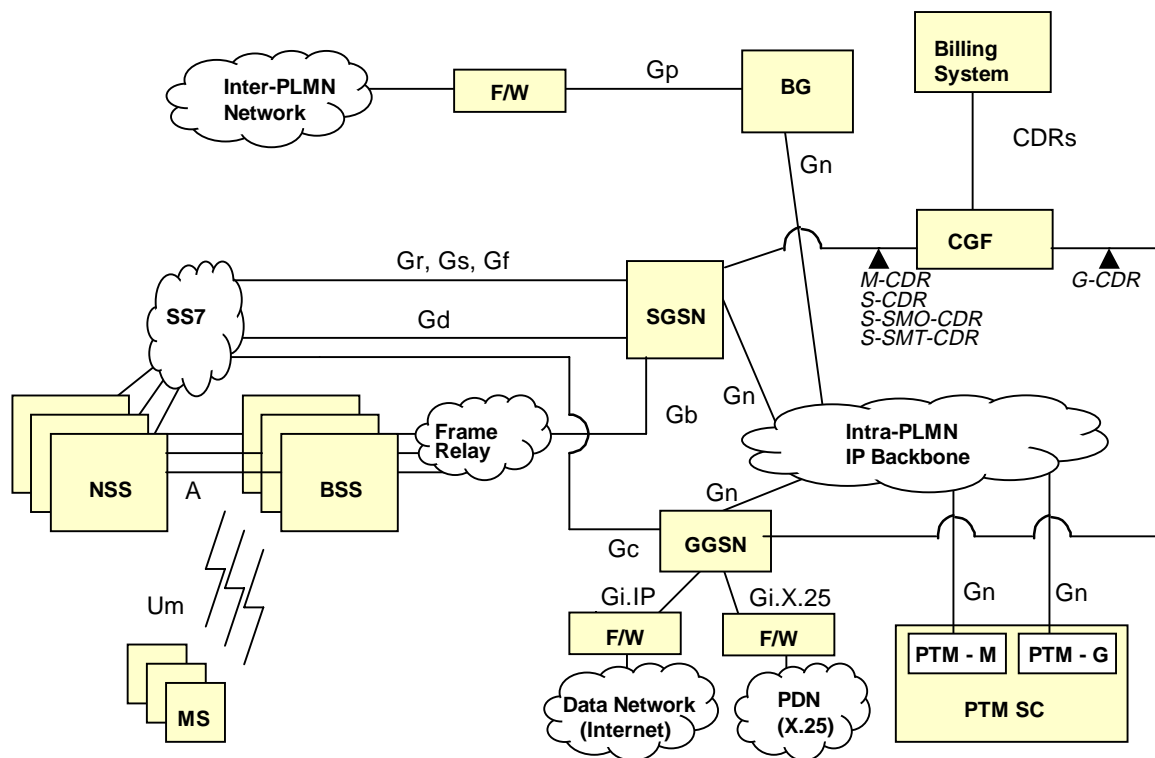 Billing
System
Inter-PLMN
Network
F/W
Gp
BG
CDRs
Gn
CGF
Gr, Gs, Gf
M-CDR
S-CDR
S-SMO-CDR
S-SMT-CDR
G-CDR
SS7
SGSN
Gd
Gn
Gb
Frame
Relay
Intra-PLMN
IP Backbone
NSS
A
BSS
Gn
Gc
GGSN
Um
Gi.IP
Gi.X.25
Gn
Gn
F/W
F/W
PTM - M
PTM - G
MS
Data Network
(Internet)
PDN
(X.25)
PTM SC